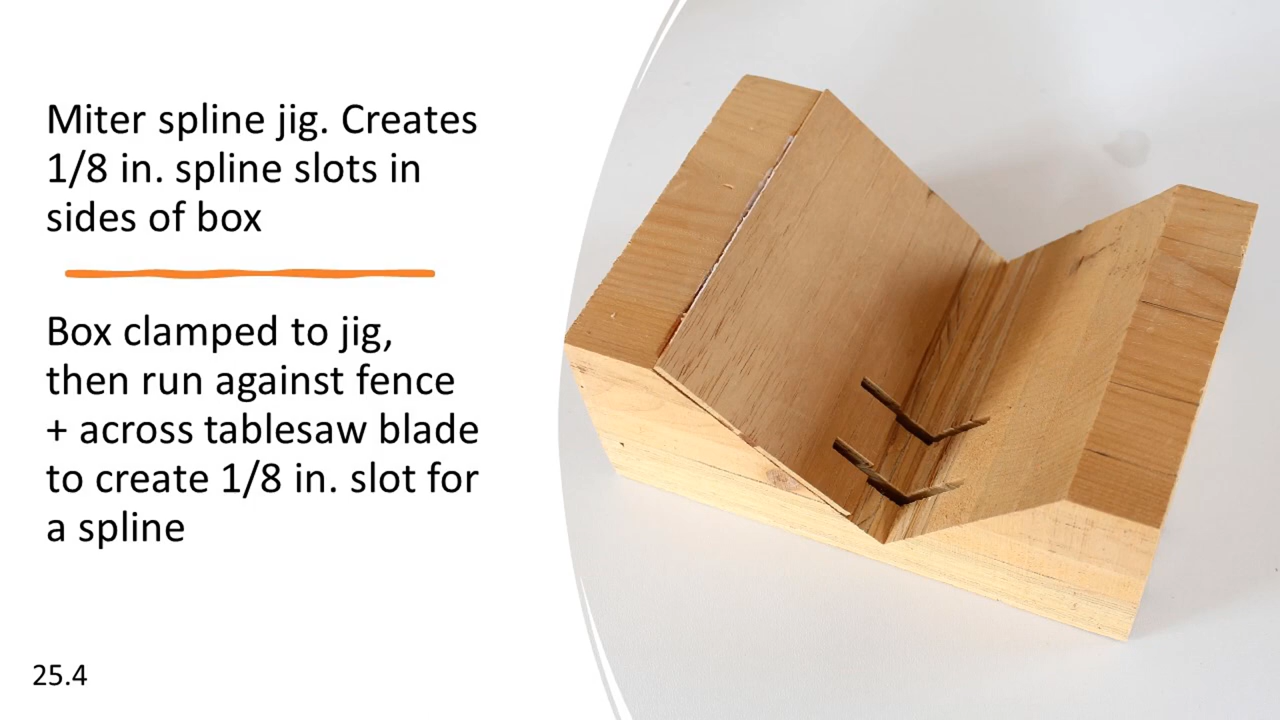 Miter spline jig. Creates
1/8 in. spline slots in
sides of box
Box clamped to jig,
then run against fence
+ across tablesaw blade
to create 1/8 in. slot for
a spline
25.4